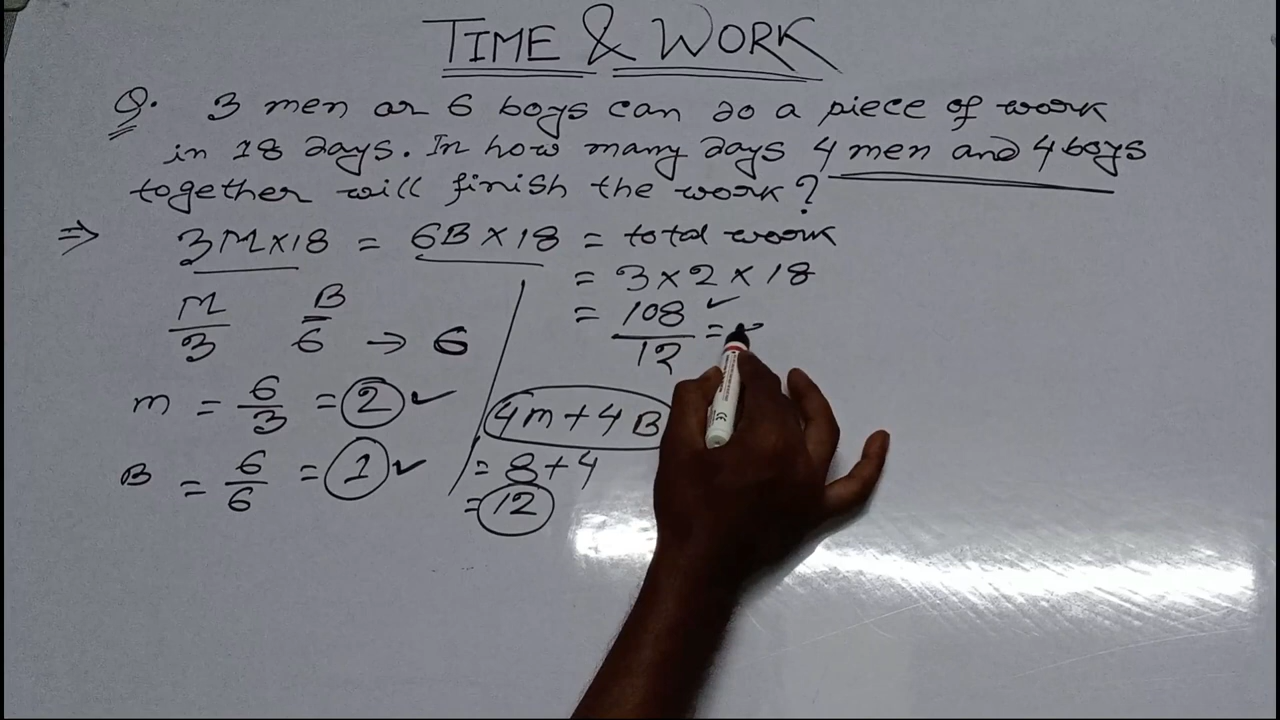 TIME & WORK
Q. 3 men or 6 boys can do a piece of work
in 18 days. In how many days 4 men and 4 boys
together will finish the work?
⇒ 3M×18 = 6B×18 = total work
= 3×2×18
= 108/12 =
M/3 B/6 → 6
m = 6/3 = 2 ✓
B = 6/6 = 1 ✓
4m+4B
= 8+4
= 12